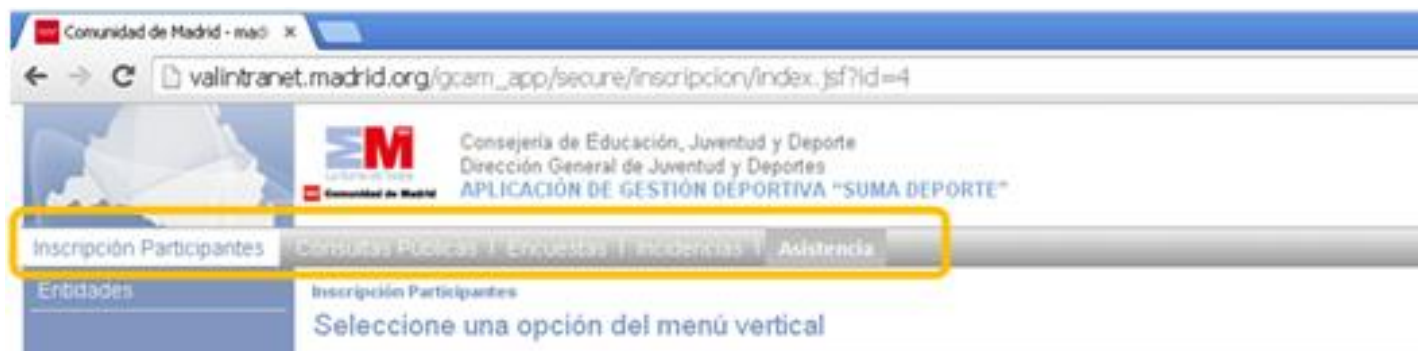 Comunidad de Madrid - mad
valintranet.madrid.org/gcam_app/secure/inscripcion/index.jsf?id=4
Consejería de Educación, Juventud y Deporte
Dirección General de Juventud y Deportes
APLICACIÓN DE GESTIÓN DEPORTIVA "SUMA DEPORTE"
Comunidad de Madrid
Inscripción Participantes Consultas Públicas | Encuestas | Incidencias | Asistencia
Entidades
Inscripción Participantes
Seleccione una opción del menú vertical